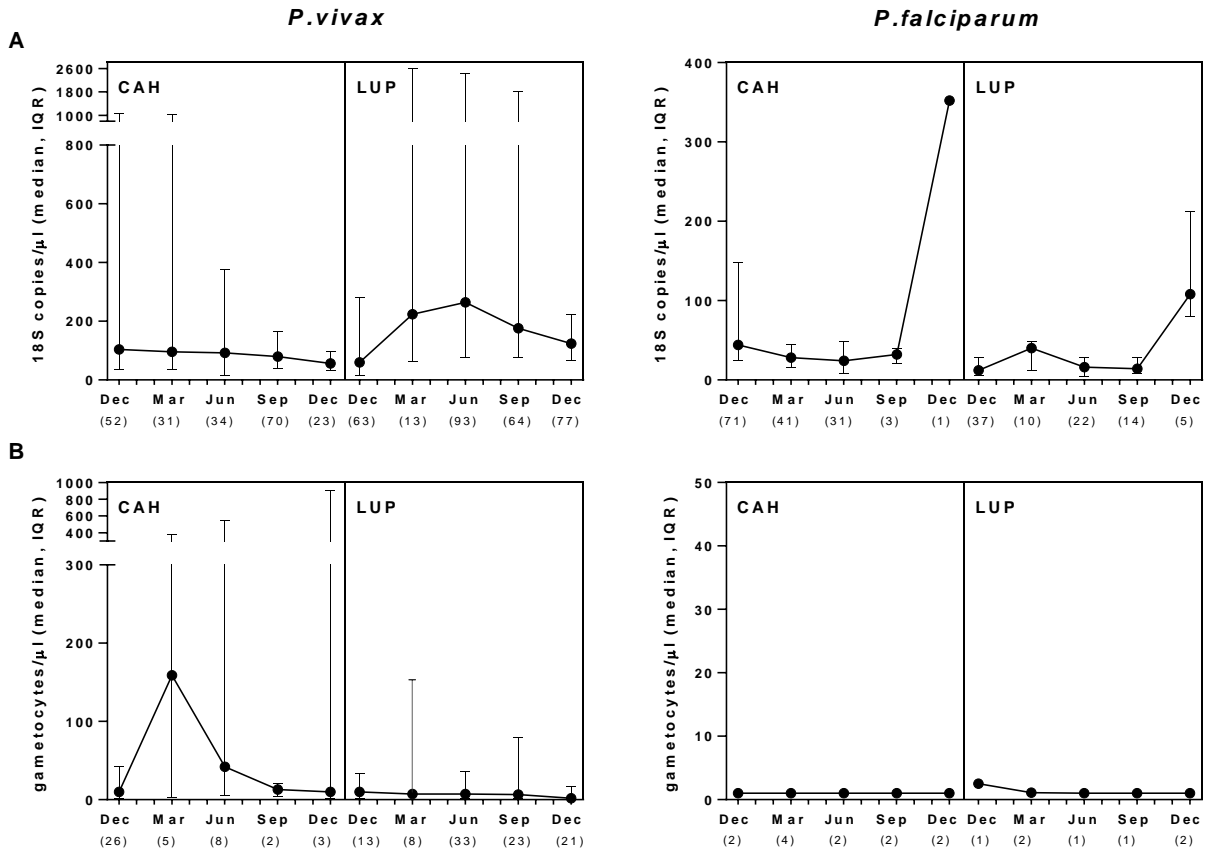 P.vivax P.falciparum
A
18S copies/µl (median, IQR)
2600
1800
1000
800
600
400
200
0
CAH LUP
Dec Mar Jun Sep Dec Dec Mar Jun Sep Dec
(52) (31) (34) (70) (23) (63) (13) (93) (64) (77)
18S copies/µl (median, IQR)
400
300
200
100
0
CAH LUP
Dec Mar Jun Sep Dec Dec Mar Jun Sep Dec
(71) (41) (31) (3) (1) (37) (10) (22) (14) (5)
B
gametocytes/µl (median, IQR)
1000
800
600
400
300
200
100
0
CAH LUP
Dec Mar Jun Sep Dec Dec Mar Jun Sep Dec
(26) (5) (8) (2) (3) (13) (8) (33) (23) (21)
gametocytes/µl (median, IQR)
50
40
30
20
10
0
CAH LUP
Dec Mar Jun Sep Dec Dec Mar Jun Sep Dec
(2) (4) (2) (2) (2) (1) (2) (1) (1) (2)